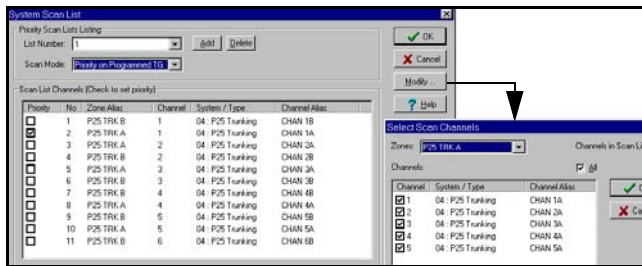 System Scan List
Priority Scan Lists Listing
List Number: 1 Add Delete
Scan Mode: Priority on Programmed TG
OK
Cancel
Modify...
Help
Scan List Channels (Check to set priority)
Priority No Zone Alias Channel System / Type Channel Alias
1 P25 TRK B 1 04 : P25 Trunking CHAN 1B
2 P25 TRK A 1 04 : P25 Trunking CHAN 1A
3 P25 TRK A 2 04 : P25 Trunking CHAN 2A
4 P25 TRK B 2 04 : P25 Trunking CHAN 2B
5 P25 TRK A 3 04 : P25 Trunking CHAN 3A
6 P25 TRK B 3 04 : P25 Trunking CHAN 3B
7 P25 TRK B 4 04 : P25 Trunking CHAN 4B
8 P25 TRK A 4 04 : P25 Trunking CHAN 4A
9 P25 TRK B 5 04 : P25 Trunking CHAN 5B
10 P25 TRK A 5 04 : P25 Trunking CHAN 5A
11 P25 TRK B 6 04 : P25 Trunking CHAN 6B
Select Scan Channels
Zones: P25 TRK A Channels in Scan Li
Channels: All
Channel System / Type Channel Alias
1 04 : P25 Trunking CHAN 1A
2 04 : P25 Trunking CHAN 2A
3 04 : P25 Trunking CHAN 3A
4 04 : P25 Trunking CHAN 4A
5 04 : P25 Trunking CHAN 5A